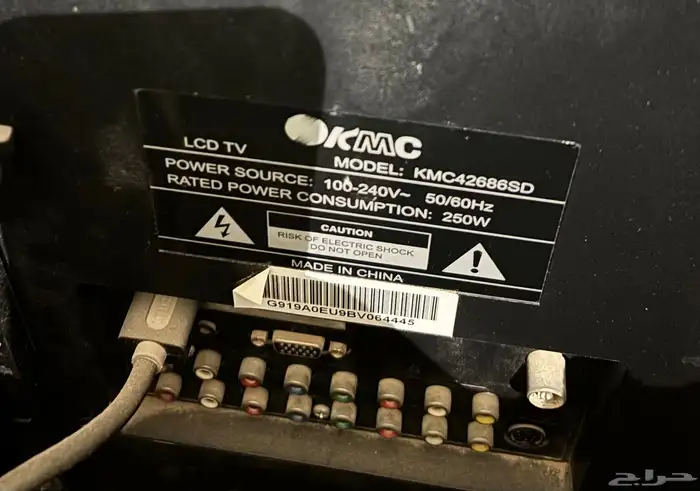 KMC
LCD TV
MODEL: KMC42686SD
POWER SOURCE: 100-240V~ 50/60Hz
RATED POWER CONSUMPTION: 250W
CAUTION
RISK OF ELECTRIC SHOCK
DO NOT OPEN
MADE IN CHINA
G919A0EU9BV064445
حراج